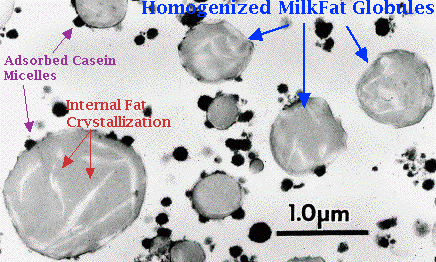 Homogenized MilkFat Globules
Adsorbed Casein
Micelles
Internal Fat
Crystallization
1.0µm